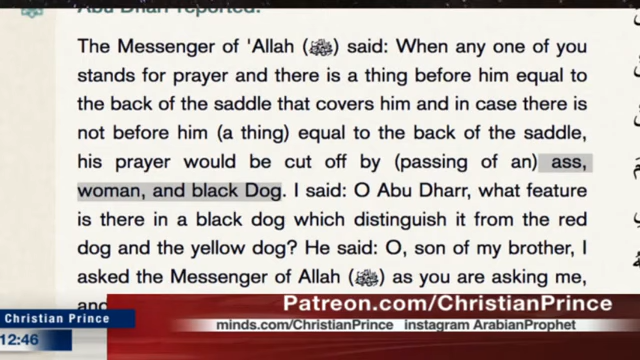 Abu Dharr reported:
The Messenger of 'Allah (ﷺ) said: When any one of you
stands for prayer and there is a thing before him equal to
the back of the saddle that covers him and in case there is
not before him (a thing) equal to the back of the saddle,
his prayer would be cut off by (passing of an) ass,
woman, and black Dog. I said: O Abu Dharr, what feature
is there in a black dog which distinguish it from the red
dog and the yellow dog? He said: O, son of my brother, I
asked the Messenger of Allah (ﷺ) as you are asking me,
and
Patreon.com/ChristianPrince
Christian Prince
minds.com/ChristianPrince instagram ArabianProphet
12:46